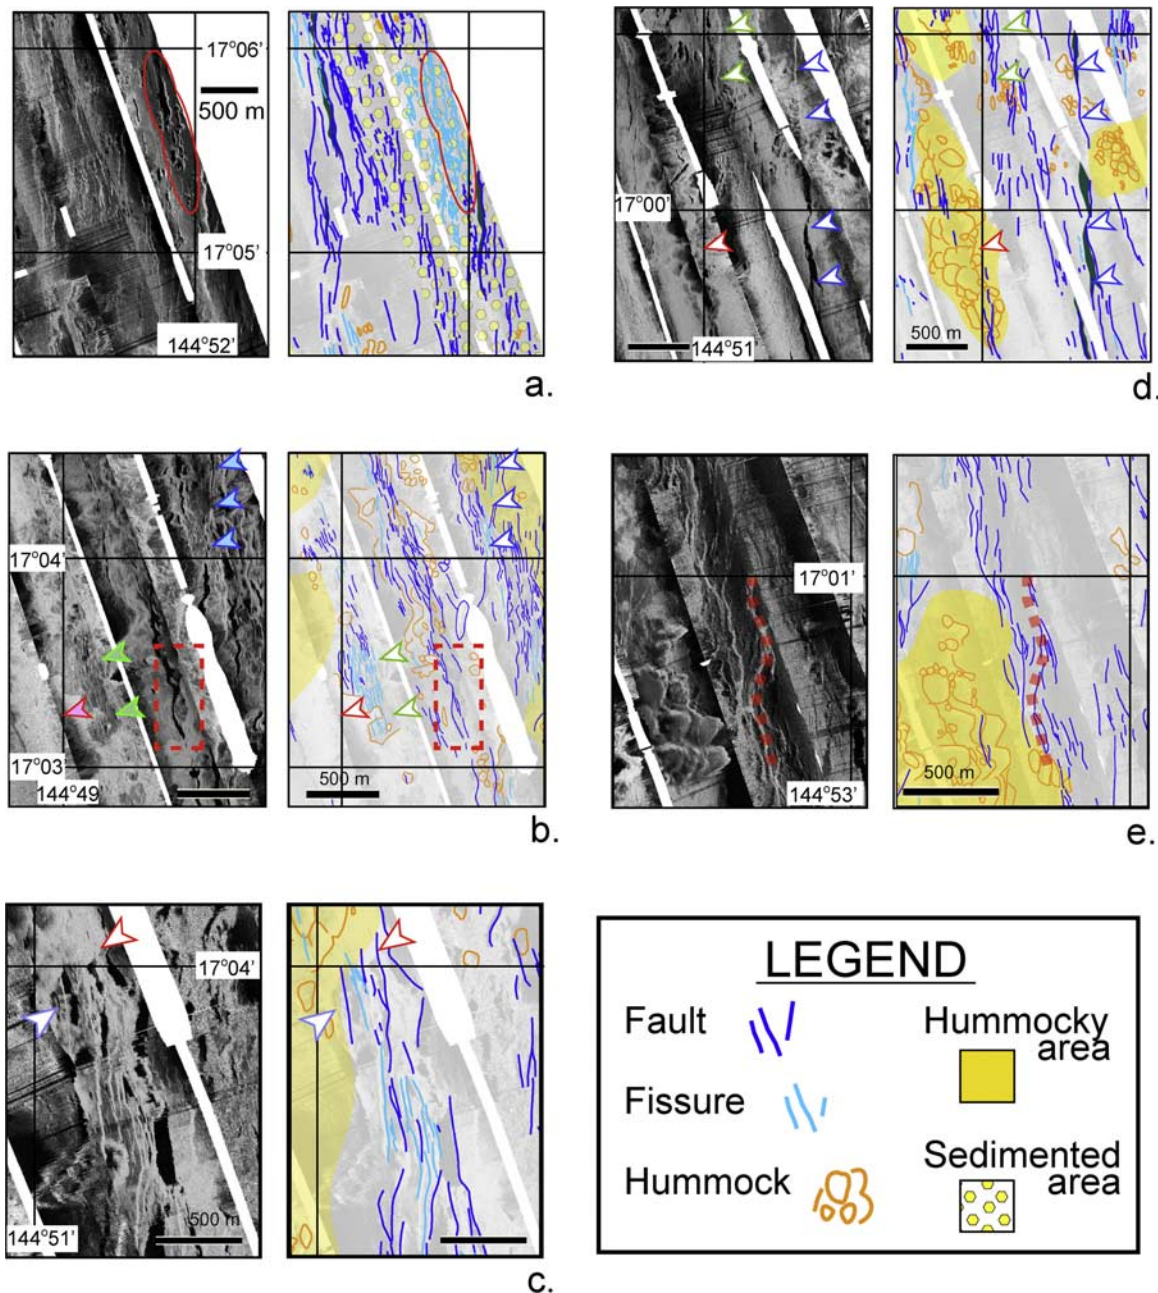 17°06'
500 m
17°05'
144°52'
a.
17°00'
144°51'
500 m
d.
17°04'
17°03'
144°49'
500 m
b.
17°01'
144°53'
500 m
e.
17°04'
144°51'
500 m
c.
LEGEND
Fault
Hummocky
area
Fissure
Hummock
Sedimented
area